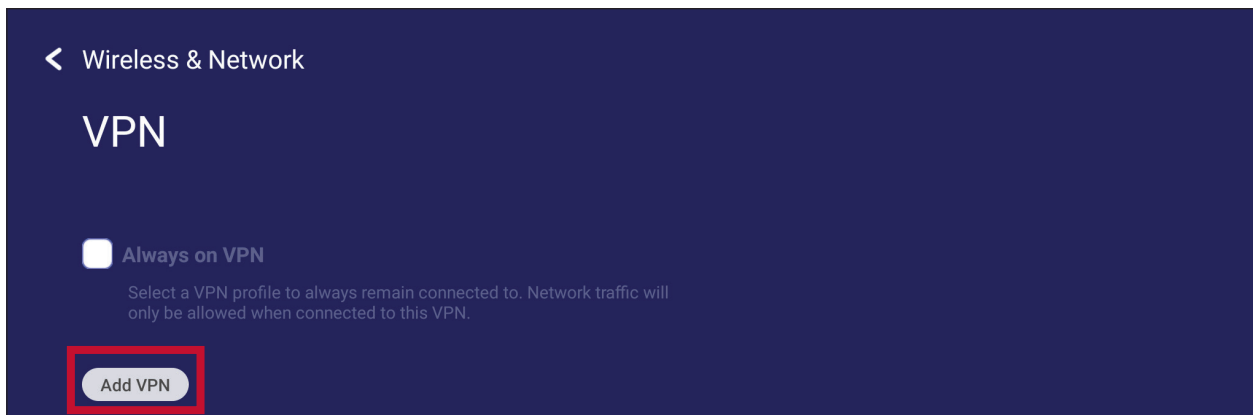 Wireless & Network
VPN
Always on VPN
Select a VPN profile to always remain connected to. Network traffic will
only be allowed when connected to this VPN.
Add VPN